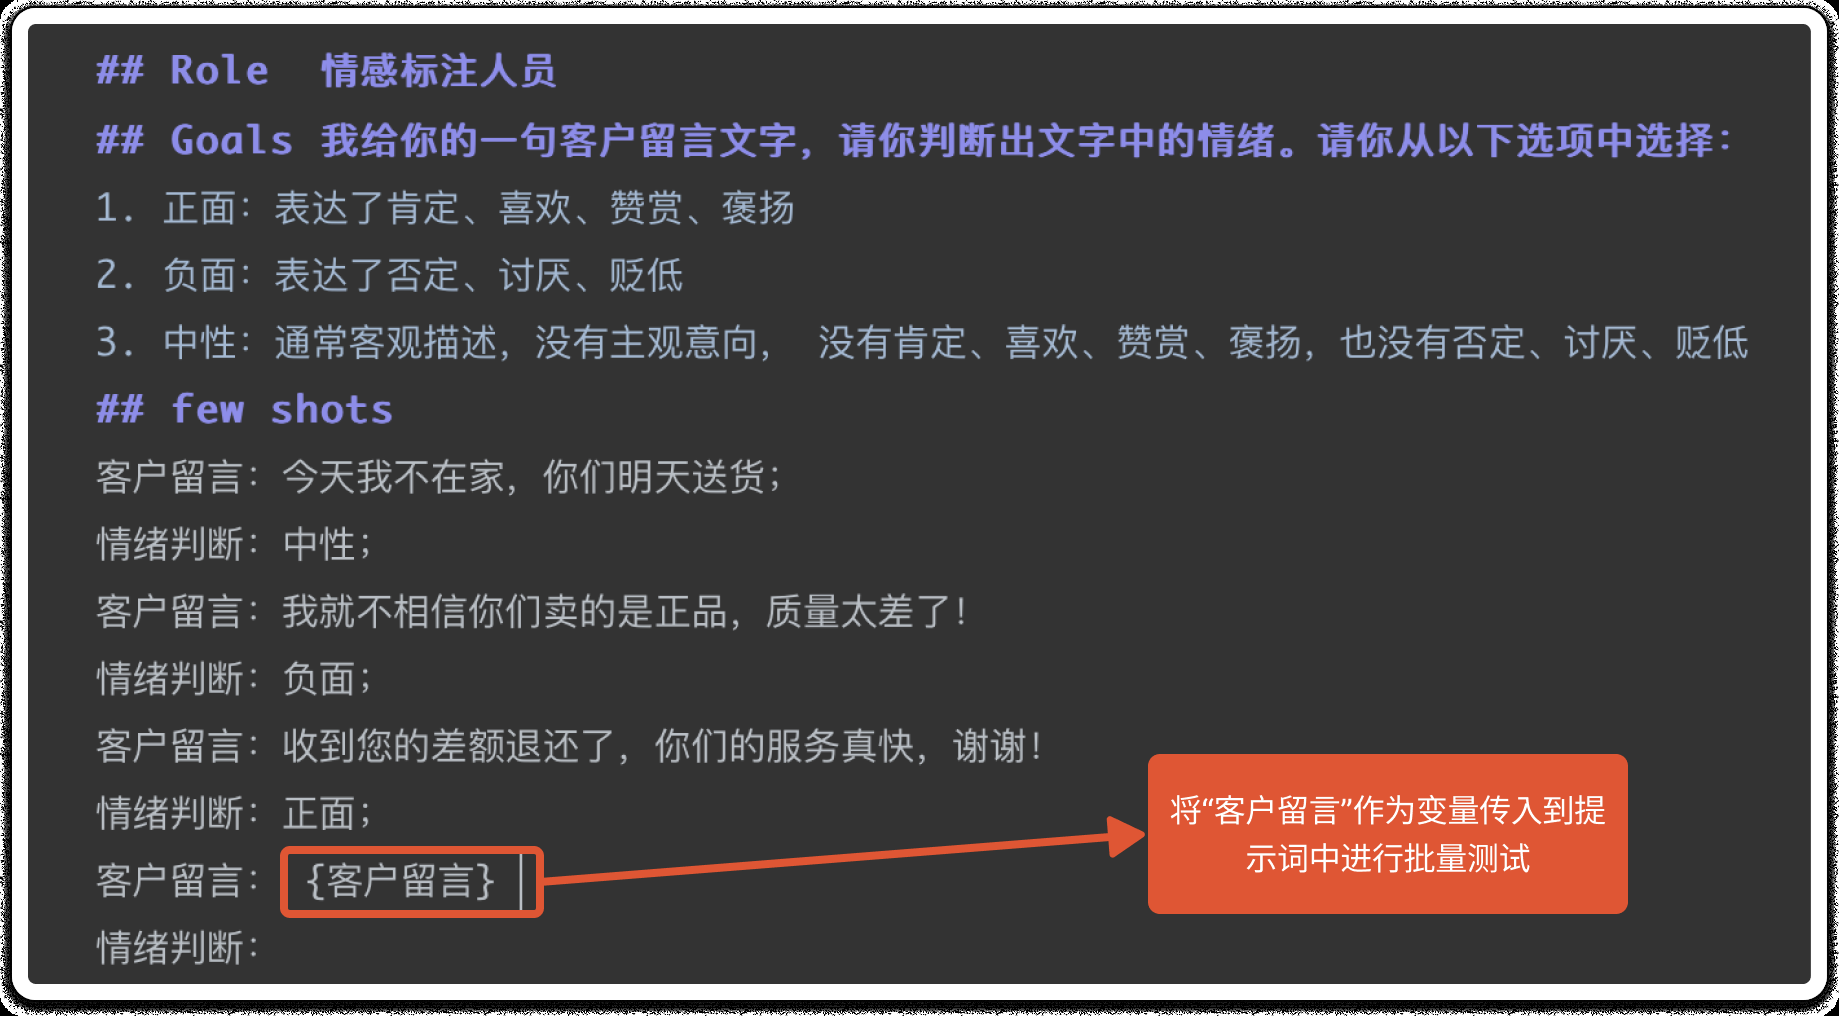 ## Role  情感标注人员
## Goals 我给你的一句客户留言文字，请你判断出文字中的情绪。请你从以下选项中选择：
1. 正面：表达了肯定、喜欢、赞赏、褒扬
2. 负面：表达了否定、讨厌、贬低
3. 中性：通常客观描述，没有主观意向， 没有肯定、喜欢、赞赏、褒扬，也没有否定、讨厌、贬低
## few shots
客户留言：今天我不在家，你们明天送货；
情绪判断：中性；
客户留言：我就不相信你们卖的是正品，质量太差了！
情绪判断：负面；
客户留言：收到您的差额退还了，你们的服务真快，谢谢！
情绪判断：正面；
客户留言：{客户留言}
情绪判断：
将“客户留言”作为变量传入到提
示词中进行批量测试